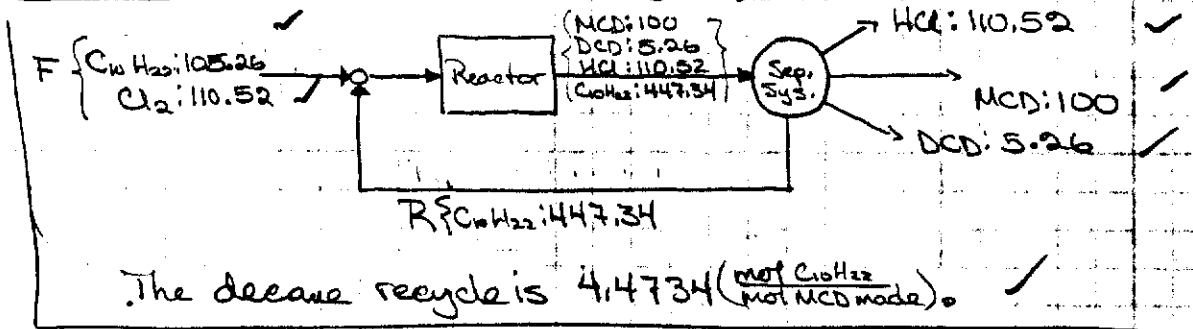 ✓
F { C₁₀H₂₂: 105.26
Cl₂: 110.52 ✓
Reactor
{ MCD: 100
DCD: 5.26
HCl: 110.52
C₁₀H₂₂: 447.34 }
Sep. Sys.
HCl: 110.52 ✓
MCD: 100 ✓
DCD: 5.26 ✓
R { C₁₀H₂₂: 447.34
The decane recycle is 4.4734 (mol C₁₀H₂₂ / mol MCD made). ✓